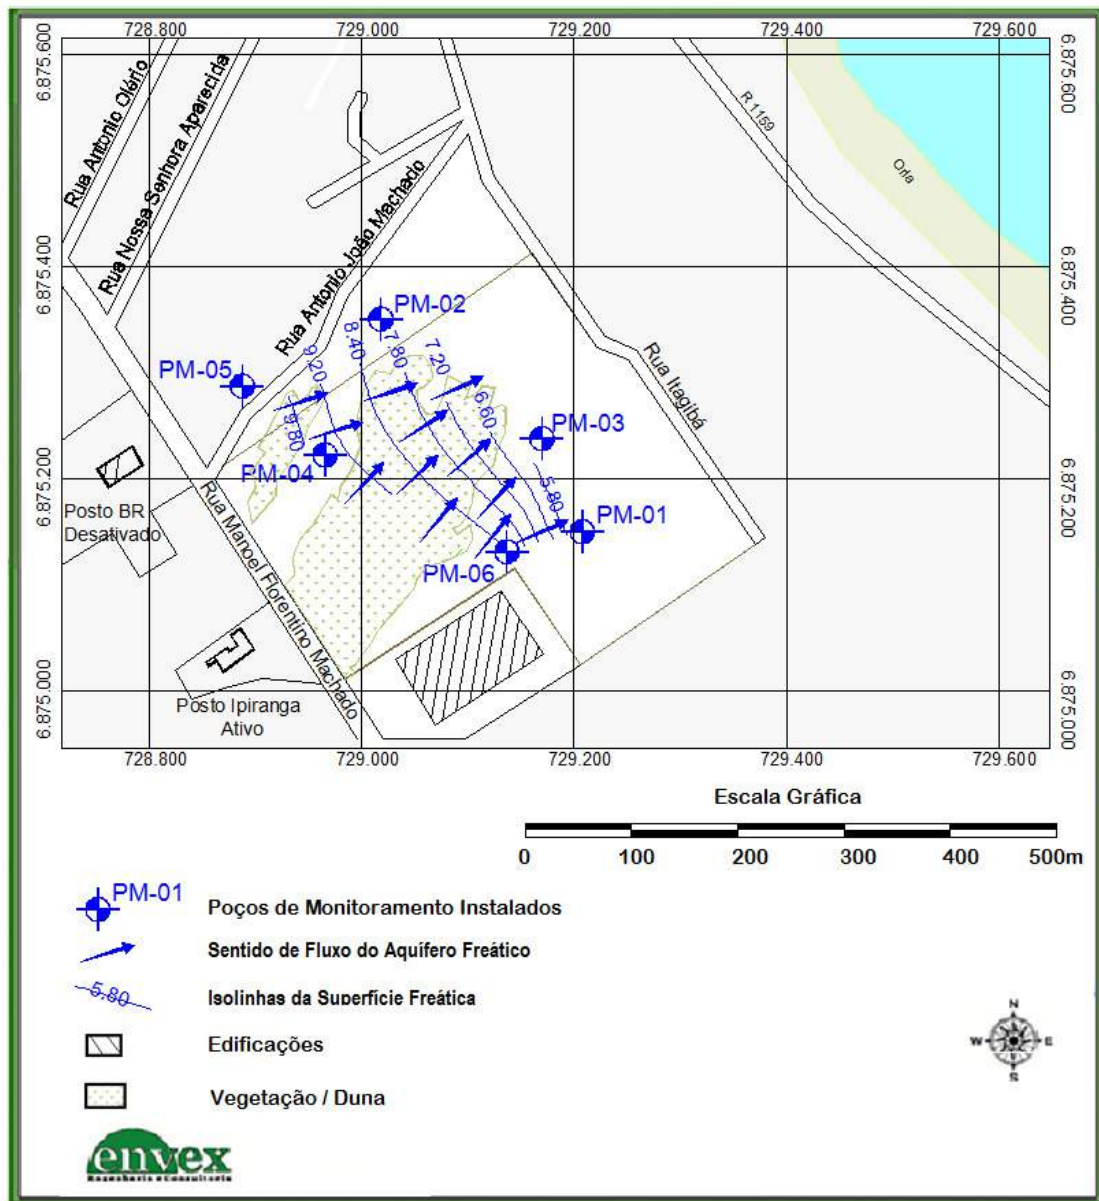 728.800 729.000 729.200 729.400 729.600
6.875.600
6.875.600
Rua Antonio Olério
Rua Nossa Senhora Aparecida
R 1159
Orla
Rua Antonio João Machado
6.875.400
6.875.400
PM-02
8.40
7.80
7.20
9.20
PM-05
Rua Itagibá
6.60
9.80
PM-03
PM-04
6.875.200
6.875.200
5.80
Posto BR
Desativado
Rua Manoel Florentino Machado
PM-01
PM-06
6.875.000
6.875.000
Posto Ipiranga
Ativo
728.800 729.000 729.200 729.400 729.600
Escala Gráfica
0 100 200 300 400 500m
PM-01
Poços de Monitoramento Instalados
Sentido de Fluxo do Aquífero Freático
5.80
Isolinhas da Superfície Freática
N
W E
S
Edificações
Vegetação / Duna
envex
Engenharia e Consultoria